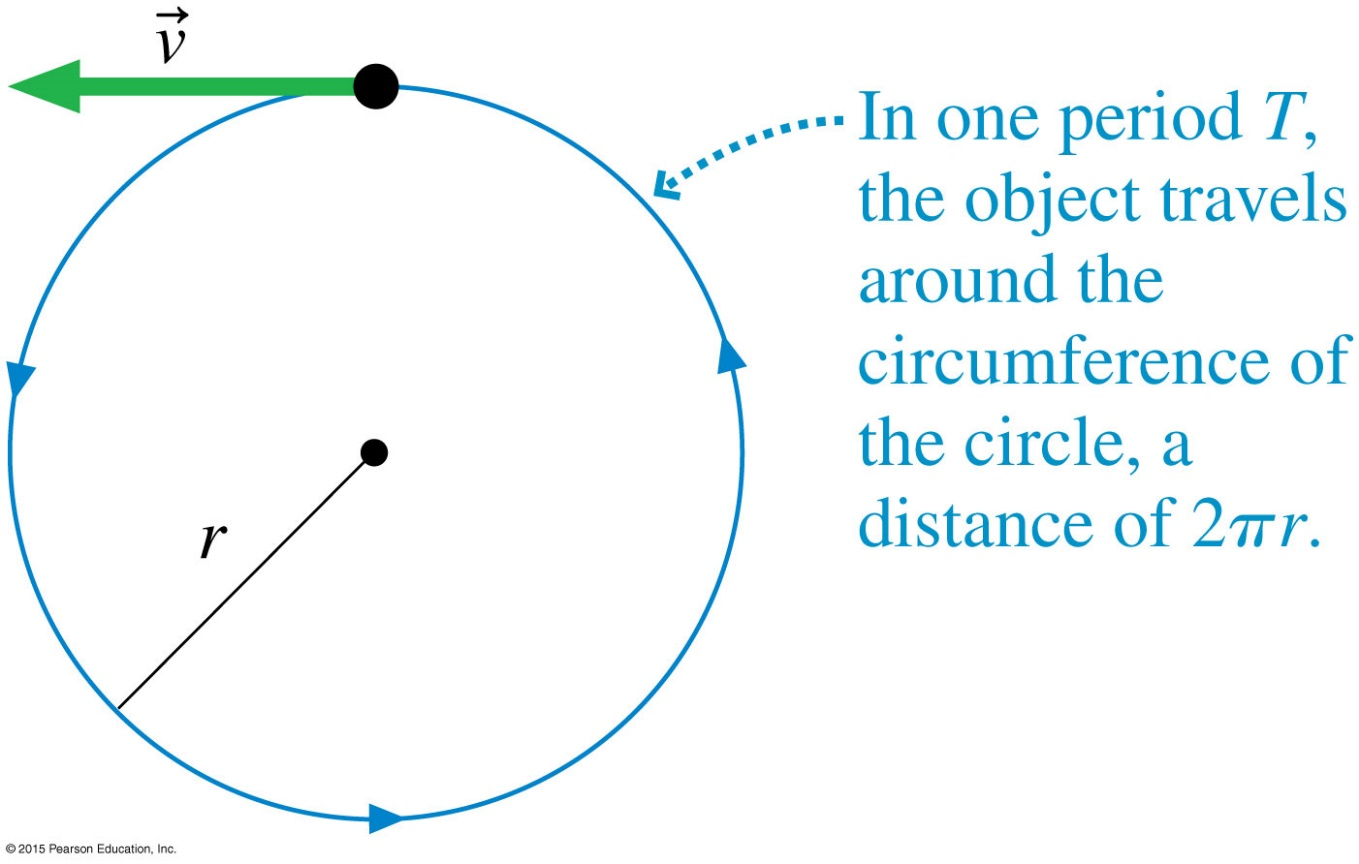 v⃗
In one period T,
the object travels
around the
circumference of
the circle, a
distance of 2πr.
r
© 2015 Pearson Education, Inc.